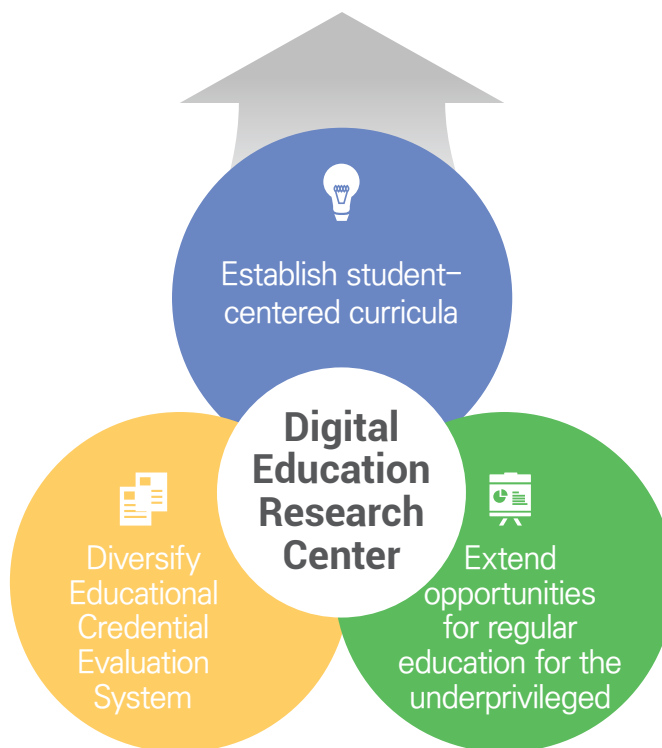 Establish student-
centered curricula
Digital
Education
Research
Center
Diversify
Educational
Credential
Evaluation
System
Extend
opportunities
for regular
education for the
underprivileged